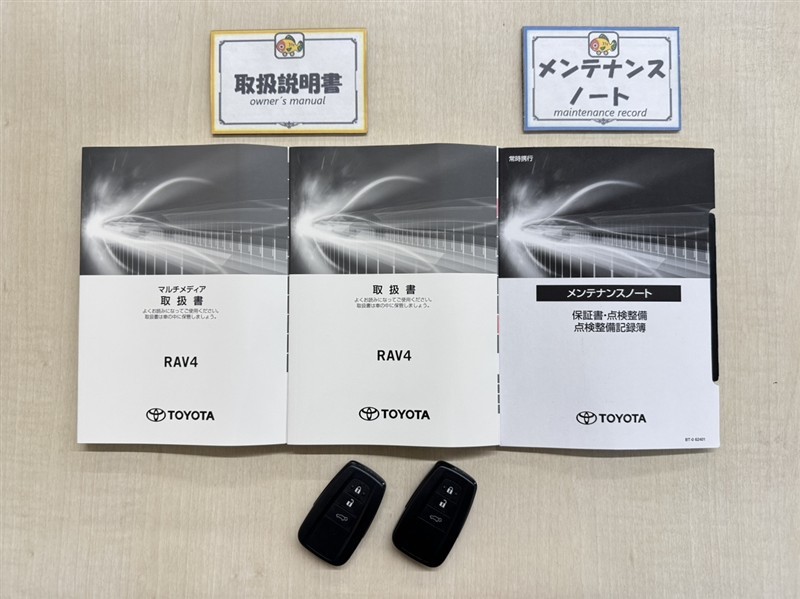 取扱説明書
owner's manual
メンテナンス
ノート
maintenance record
マルチメディア
取扱書
よくお読みになってご使用ください。
取扱書は車の中に保管しましょう。
RAV4
TOYOTA
取扱書
よくお読みになってご使用ください。
取扱書は車の中に保管しましょう。
RAV4
TOYOTA
常時携行
メンテナンスノート
保証書・点検整備
点検整備記録簿
TOYOTA